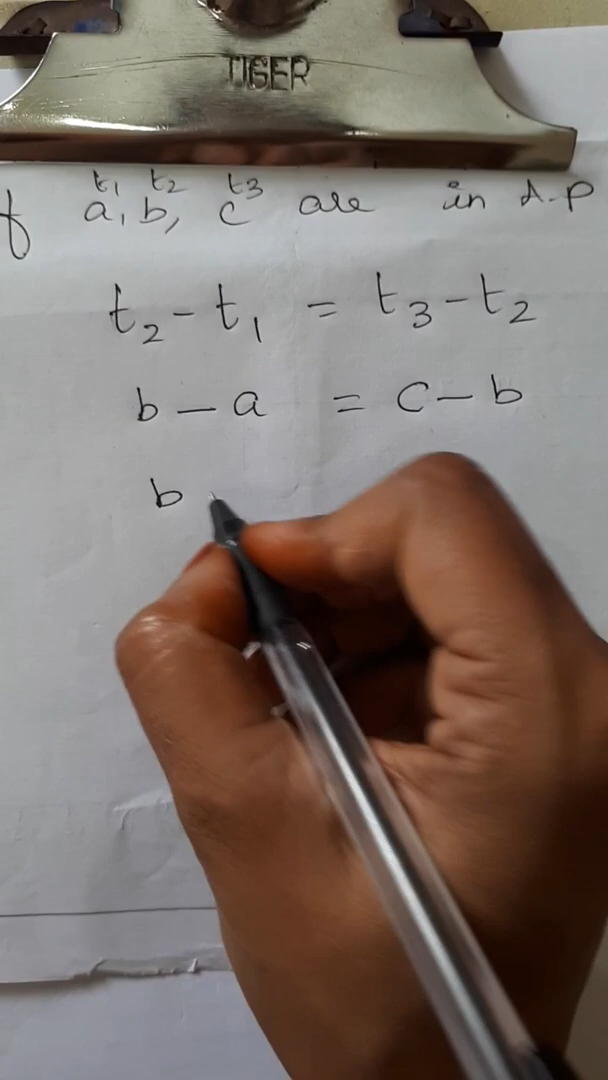 TIGER
t1 t2 t3
f a, b, c are in A.P
t2 - t1 = t3 - t2
b - a = c - b
b